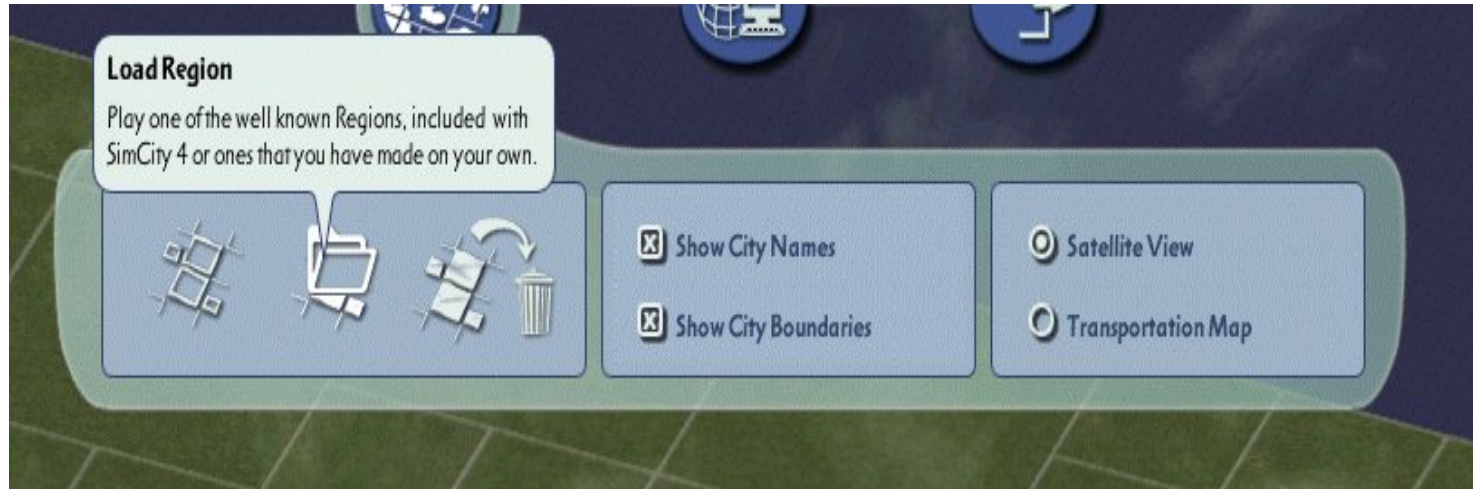 Load Region
Play one of the well known Regions, included with
SimCity 4 or ones that you have made on your own.
Show City Names
Show City Boundaries
Satellite View
Transportation Map